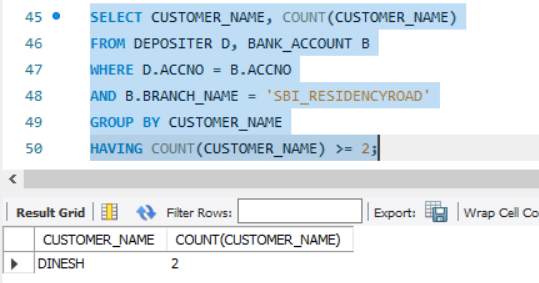 45 SELECT CUSTOMER_NAME, COUNT(CUSTOMER_NAME)
46 FROM DEPOSITER D, BANK_ACCOUNT B
47 WHERE D.ACCNO = B.ACCNO
48 AND B.BRANCH_NAME = 'SBI_RESIDENCYROAD'
49 GROUP BY CUSTOMER_NAME
50 HAVING COUNT(CUSTOMER_NAME) >= 2;
Result Grid Filter Rows: Export: Wrap Cell Co
CUSTOMER_NAME COUNT(CUSTOMER_NAME)
DINESH 2